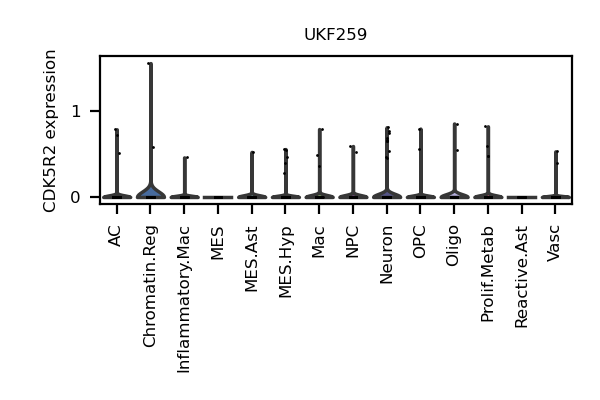 UKF259
CDK5R2 expression
1
0
AC
Chromatin.Reg
Inflammatory.Mac
MES
MES.Ast
MES.Hyp
Mac
NPC
Neuron
OPC
Oligo
Prolif.Metab
Reactive.Ast
Vasc